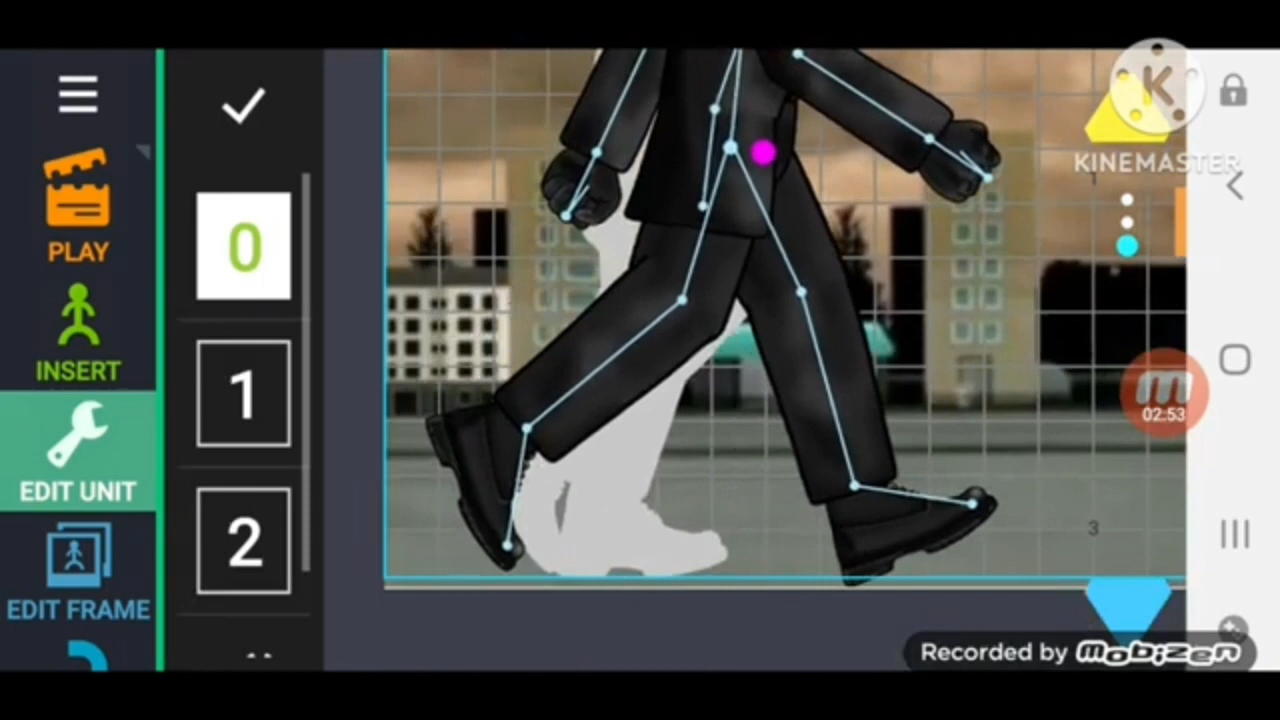 PLAY
INSERT
EDIT UNIT
EDIT FRAME
0
1
2
3
K
KINEMASTER
m
02:53
Recorded by mobizen